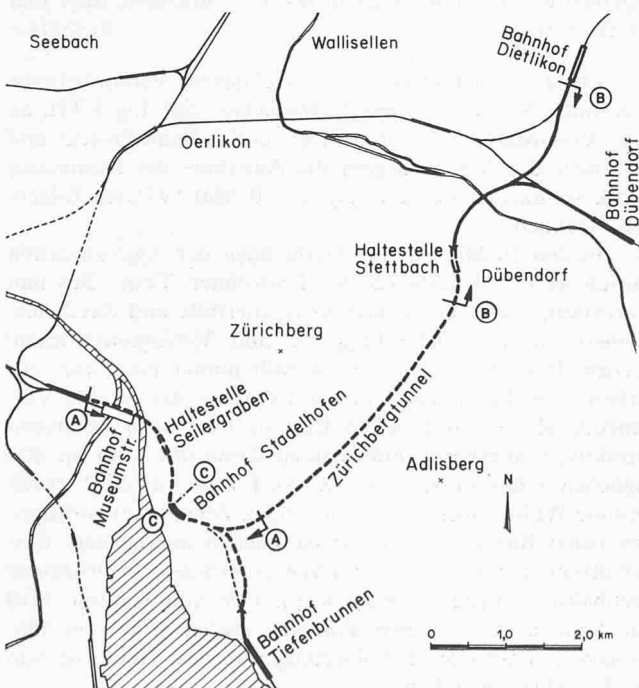 Seebach
Wallisellen
Bahnhof
Dietlikon
B
Oerlikon
Bahnhof
Dübendorf
Haltestelle
Stettbach
Dübendorf
B
Zürichberg
Haltestelle
Seilergraben
A
Bahnhof
Museumstr.
C
Bahnhof Stadelhofen
Zürichbergtunnel
Adlisberg
N
C
A
Bahnhof
Tiefenbrunnen
0 1,0 2,0 km